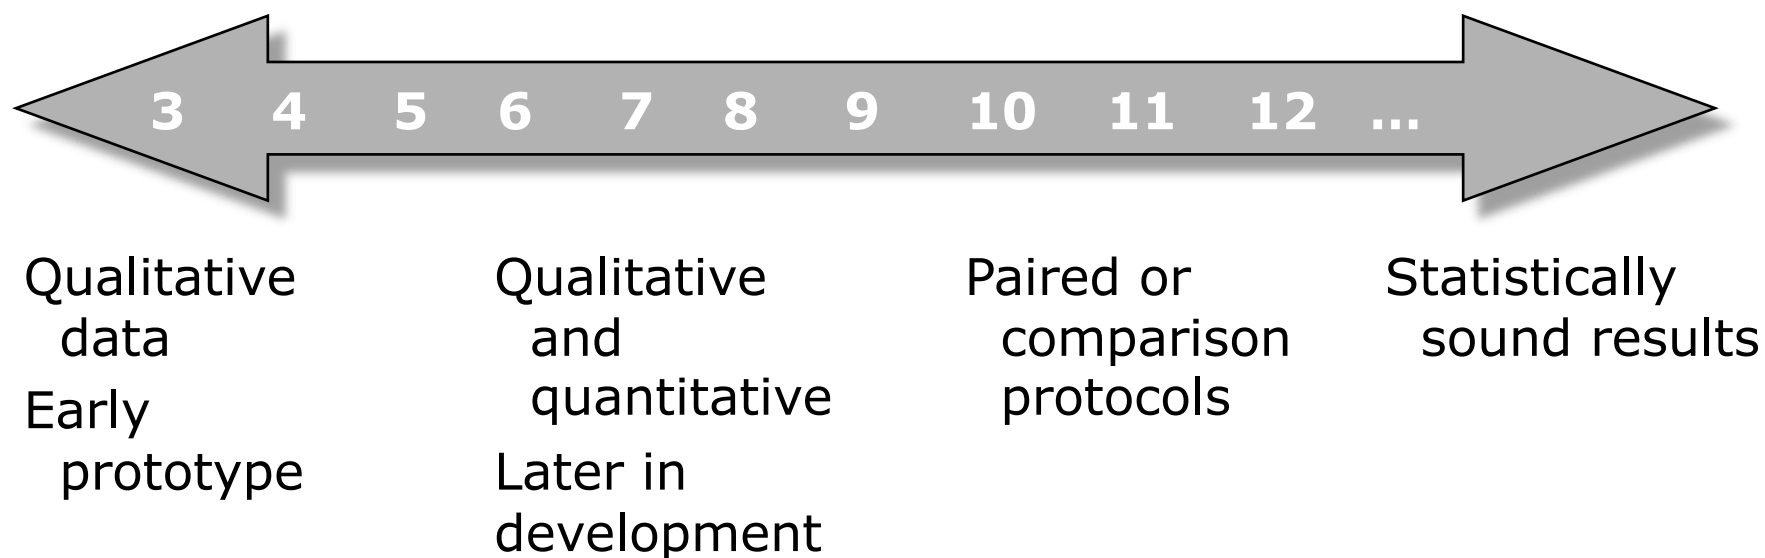 3 4 5 6 7 8 9 10 11 12 ...
Qualitative
data
Early
prototype
Qualitative
and
quantitative
Later in
development
Paired or
comparison
protocols
Statistically
sound results